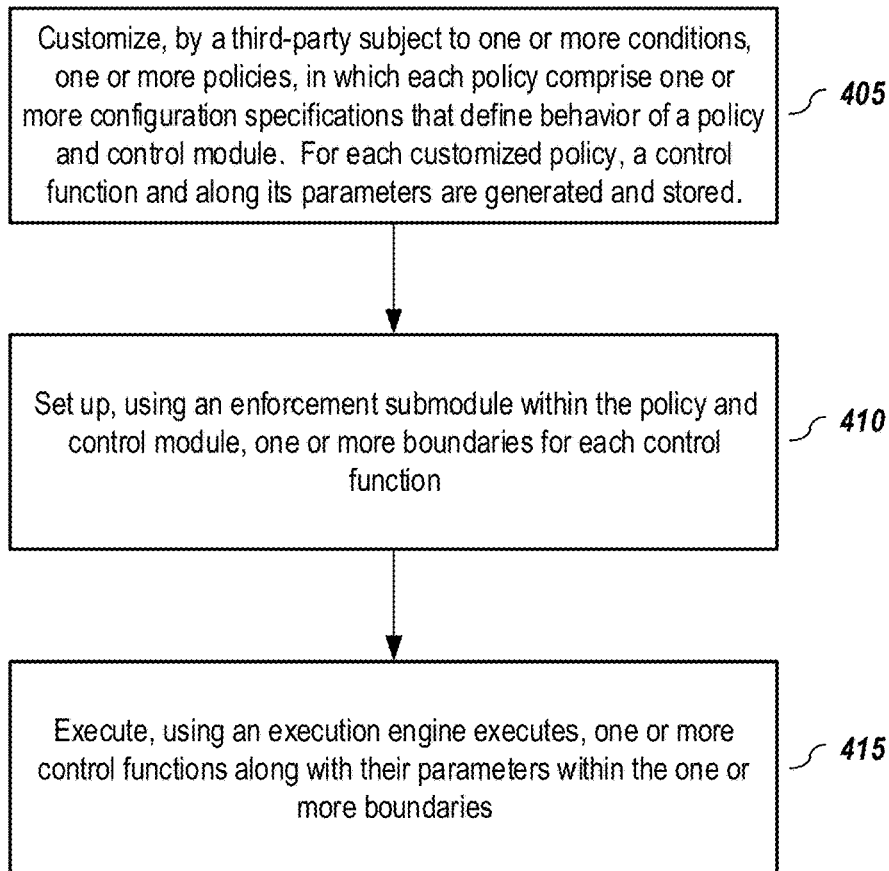 Customize, by a third-party subject to one or more conditions,
one or more policies, in which each policy comprise one or
more configuration specifications that define behavior of a policy
and control module. For each customized policy, a control
function and along its parameters are generated and stored.
405
Set up, using an enforcement submodule within the policy and
control module, one or more boundaries for each control
function
410
Execute, using an execution engine executes, one or more
control functions along with their parameters within the one or
more boundaries
415